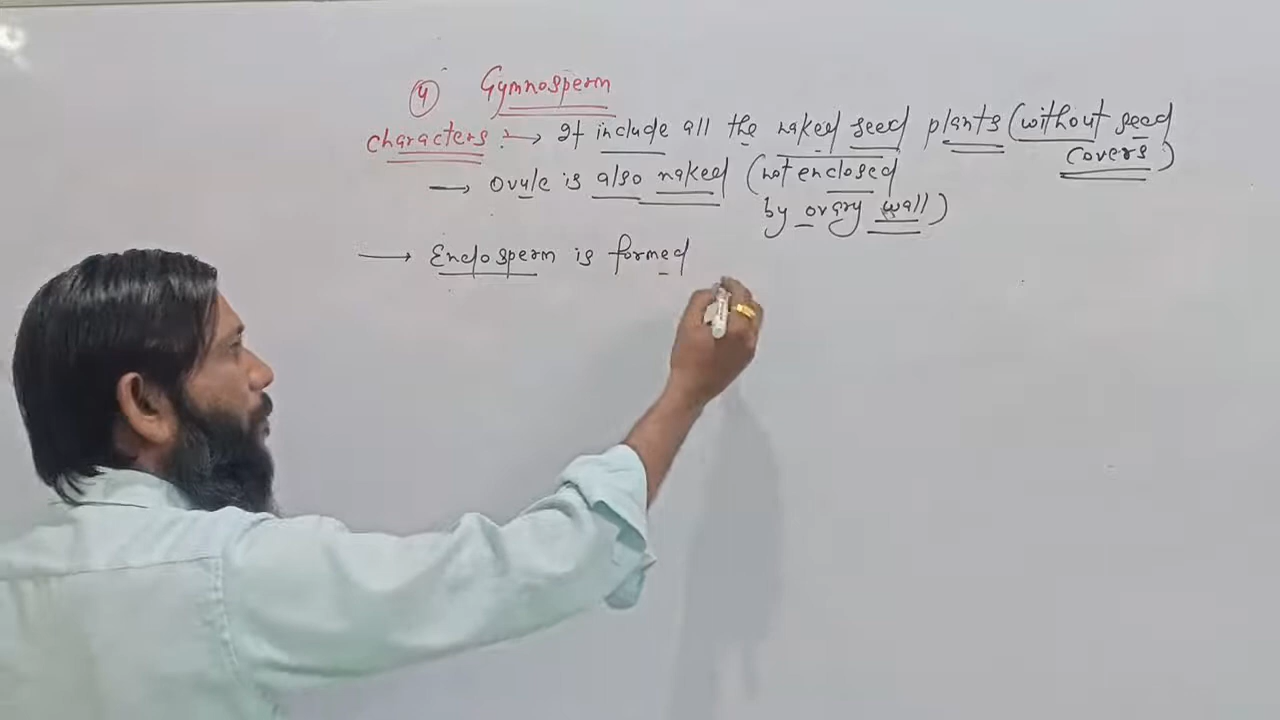 4 Gymnosperm
characters :→ It include all the naked seed plants (without seed
covers)
→ Ovule is also naked (not enclosed
by ovary wall)
→ Endosperm is formed